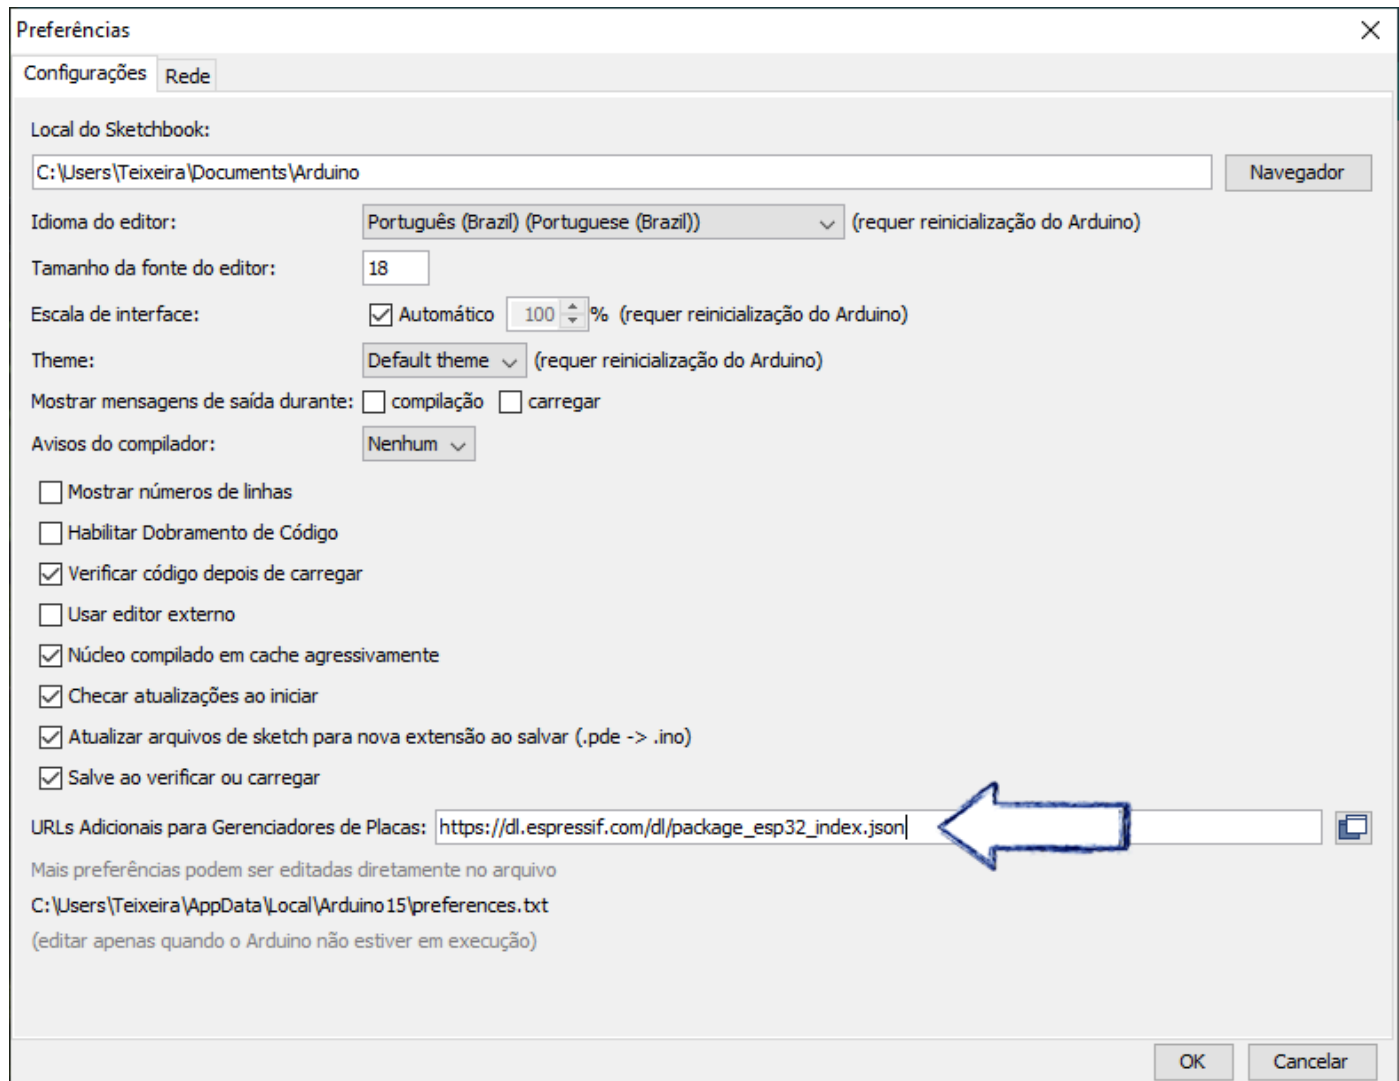 Preferências
Configurações Rede
Local do Sketchbook:
C:\Users\Teixeira\Documents\Arduino Navegador
Idioma do editor: Português (Brazil) (Portuguese (Brazil)) (requer reinicialização do Arduino)
Tamanho da fonte do editor: 18
Escala de interface: Automático 100 % (requer reinicialização do Arduino)
Theme: Default theme (requer reinicialização do Arduino)
Mostrar mensagens de saída durante: compilação carregar
Avisos do compilador: Nenhum
Mostrar números de linhas
Habilitar Dobramento de Código
Verificar código depois de carregar
Usar editor externo
Núcleo compilado em cache agressivamente
Checar atualizações ao iniciar
Atualizar arquivos de sketch para nova extensão ao salvar (.pde -> .ino)
Salve ao verificar ou carregar
URLs Adicionais para Gerenciadores de Placas: https://dl.espressif.com/dl/package_esp32_index.json
Mais preferências podem ser editadas diretamente no arquivo
C:\Users\Teixeira\AppData\Local\Arduino15\preferences.txt
(editar apenas quando o Arduino não estiver em execução)
OK Cancelar